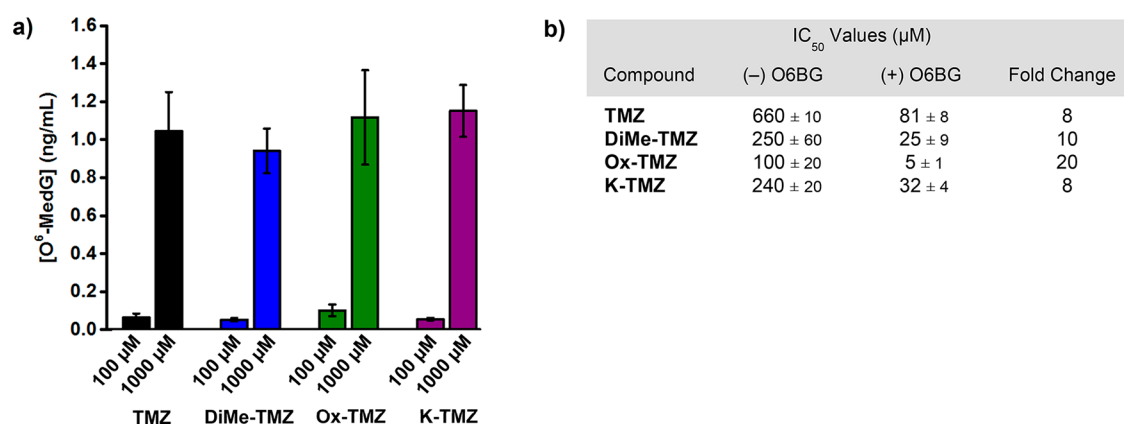 a)
[O⁶-MedG] (ng/mL)
1.6
1.4
1.2
1.0
0.8
0.6
0.4
0.2
0.0
100 µM 1000 µM 100 µM 1000 µM 100 µM 1000 µM 100 µM 1000 µM
TMZ DiMe-TMZ Ox-TMZ K-TMZ
b)
IC₅₀ Values (µM)
Compound (–) O6BG (+) O6BG Fold Change
TMZ 660 ± 10 81 ± 8 8
DiMe-TMZ 250 ± 60 25 ± 9 10
Ox-TMZ 100 ± 20 5 ± 1 20
K-TMZ 240 ± 20 32 ± 4 8